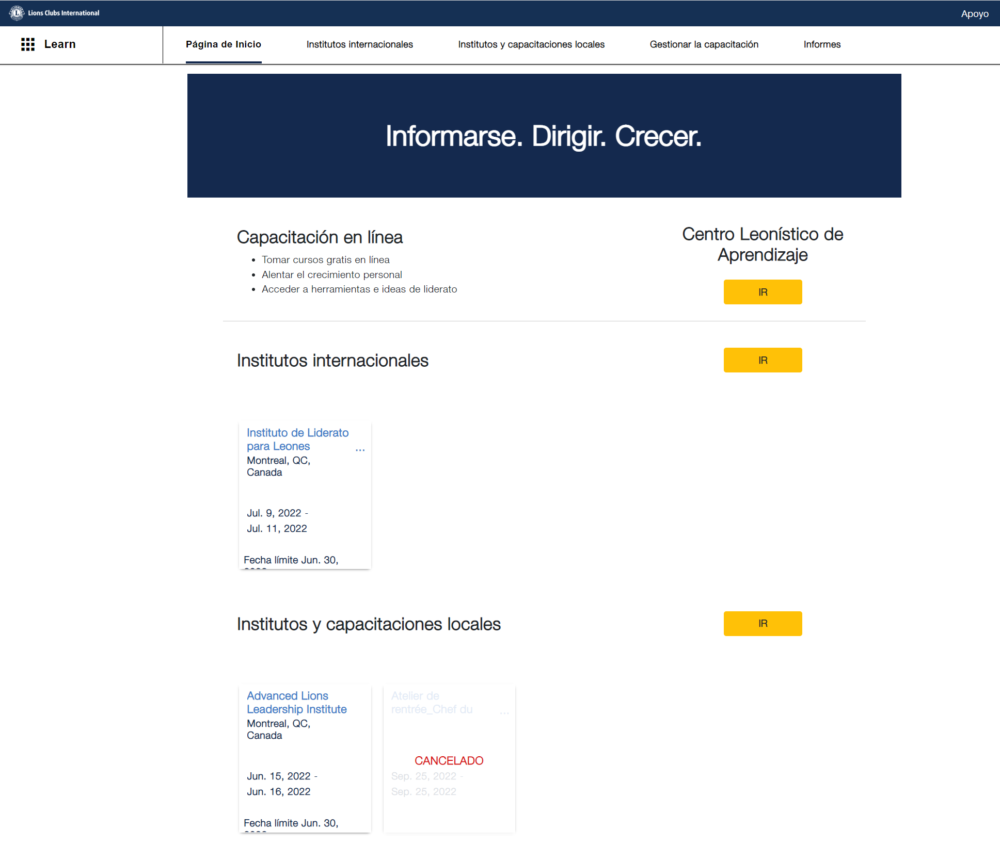 Lions Clubs International
Apoyo
Learn
Página de Inicio
Institutos internacionales
Institutos y capacitaciones locales
Gestionar la capacitación
Informes
Informarse. Dirigir. Crecer.
Capacitación en línea
• Tomar cursos gratis en línea
• Alentar el crecimiento personal
• Acceder a herramientas e ideas de liderato
Centro Leonístico de
Aprendizaje
IR
Institutos internacionales
IR
Instituto de Liderato
para Leones
...
Montreal, QC,
Canada
Jul. 9, 2022 -
Jul. 11, 2022
Fecha límite Jun. 30,
Institutos y capacitaciones locales
IR
Advanced Lions
Leadership Institute
Montreal, QC,
Canada
Jun. 15, 2022 -
Jun. 16, 2022
Fecha límite Jun. 30,
Atelier de
rentrée_Chef du
...
CANCELADO
Sep. 25, 2022 -
Sep. 25, 2022